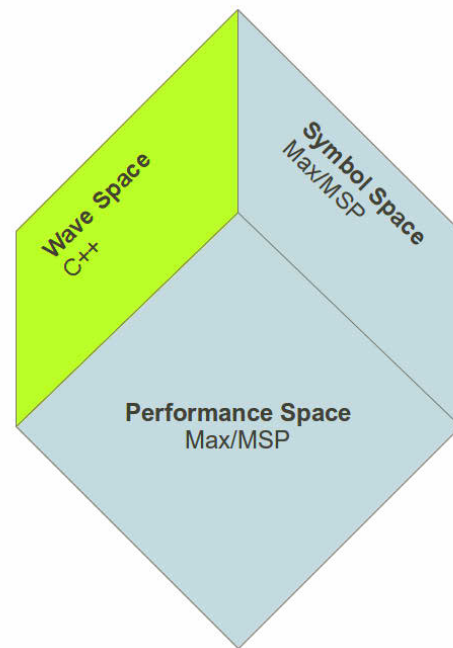 Wave Space
C++
Symbol Space
Max/MSP
Performance Space
Max/MSP